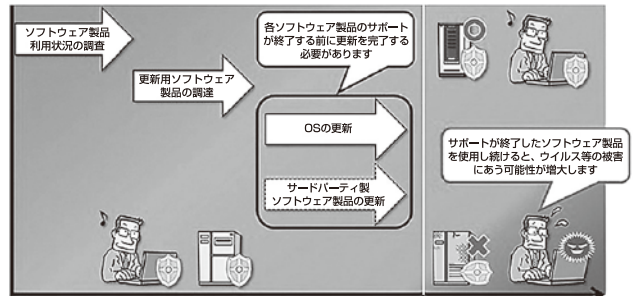 ソフトウェア製品
利用状況の調査
更新用ソフトウェア
製品の調達
各ソフトウェア製品のサポート
が終了する前に更新を完了する
必要があります
OSの更新
サードパーティ製
ソフトウェア製品の更新
サポートが終了したソフトウェア製品
を使用し続けると、ウイルス等の被害
にあう可能性が増大します